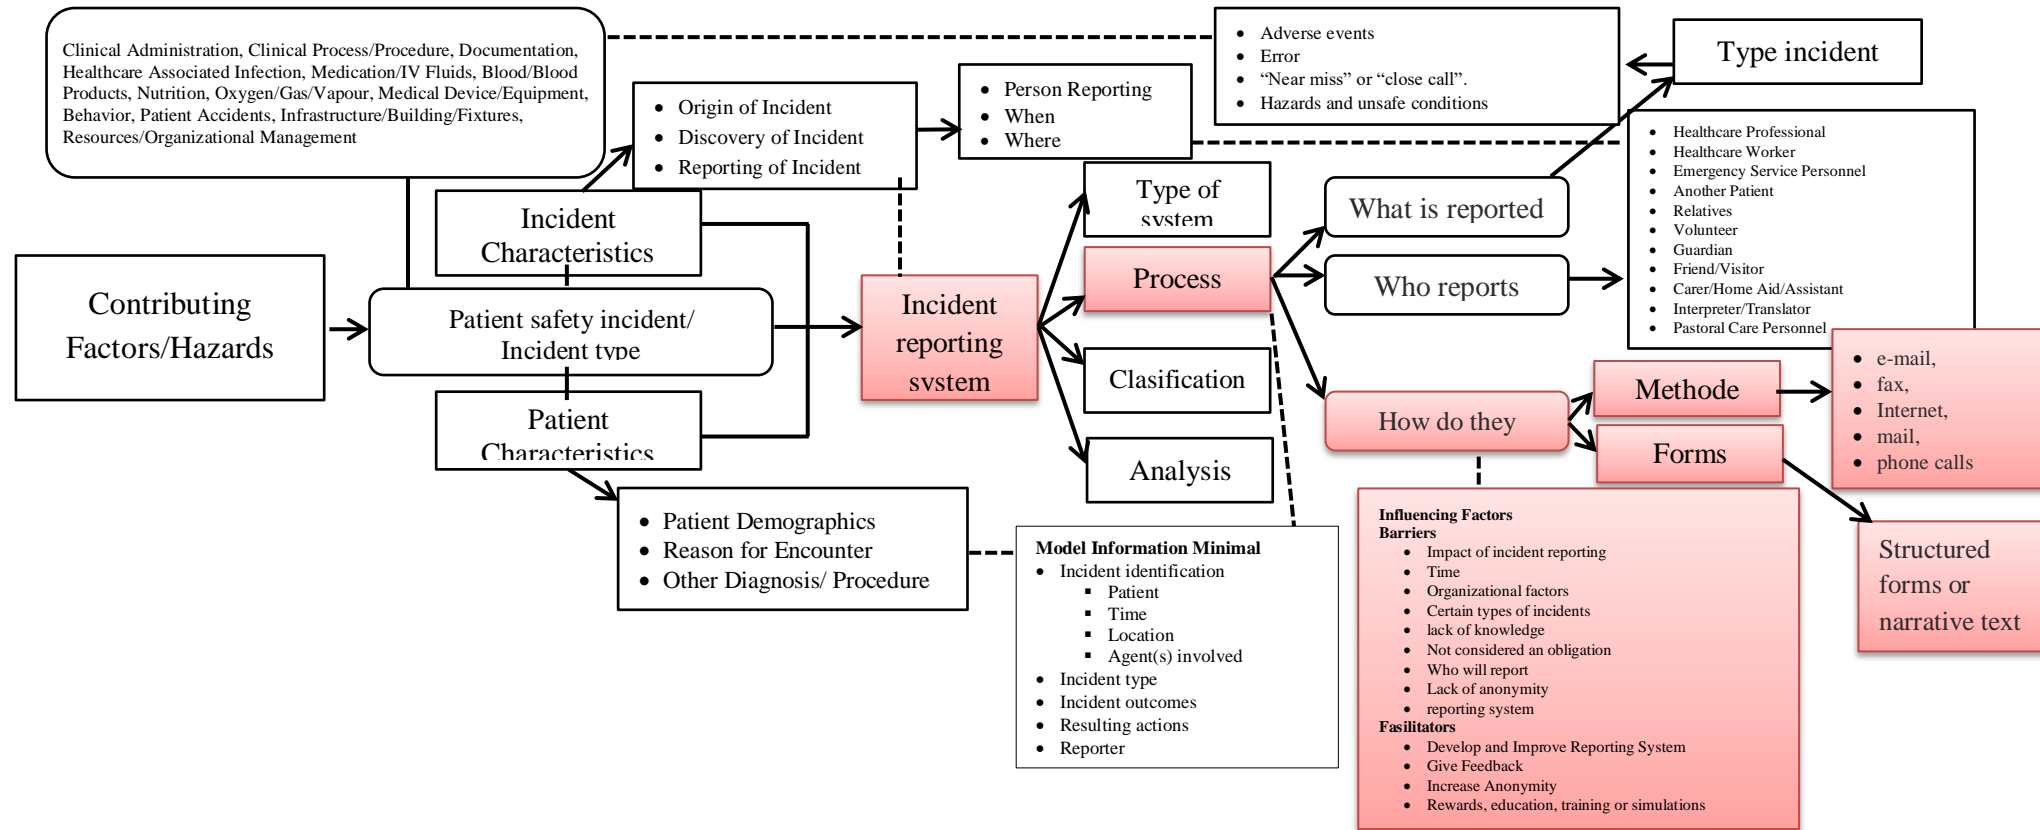 Clinical Administration, Clinical Process/Procedure, Documentation,
Healthcare Associated Infection, Medication/IV Fluids, Blood/Blood
Products, Nutrition, Oxygen/Gas/Vapour, Medical Device/Equipment,
Behavior, Patient Accidents, Infrastructure/Building/Fixtures,
Resources/Organizational Management
• Origin of Incident
• Discovery of Incident
• Reporting of Incident
• Person Reporting
• When
• Where
• Adverse events
• Error
• “Near miss” or “close call”.
• Hazards and unsafe conditions
Type incident
• Healthcare Professional
• Healthcare Worker
• Emergency Service Personnel
• Another Patient
• Relatives
• Volunteer
• Guardian
• Friend/Visitor
• Carer/Home Aid/Assistant
• Interpreter/Translator
• Pastoral Care Personnel
Contributing
Factors/Hazards
Incident
Characteristics
Patient safety incident/
Incident type
Patient
Characteristics
• Patient Demographics
• Reason for Encounter
• Other Diagnosis/ Procedure
Incident
reporting
system
Type of
system
Process
Clasification
Analysis
What is reported
Who reports
How do they
Methode
Forms
• e-mail,
• fax,
• Internet,
• mail,
• phone calls
Structured
forms or
narrative text
Model Information Minimal
• Incident identification
▪ Patient
▪ Time
▪ Location
▪ Agent(s) involved
• Incident type
• Incident outcomes
• Resulting actions
• Reporter
Influencing Factors
Barriers
• Impact of incident reporting
• Time
• Organizational factors
• Certain types of incidents
• lack of knowledge
• Not considered an obligation
• Who will report
• Lack of anonymity
• reporting system
Fasilitators
• Develop and Improve Reporting System
• Give Feedback
• Increase Anonymity
• Rewards, education, training or simulations